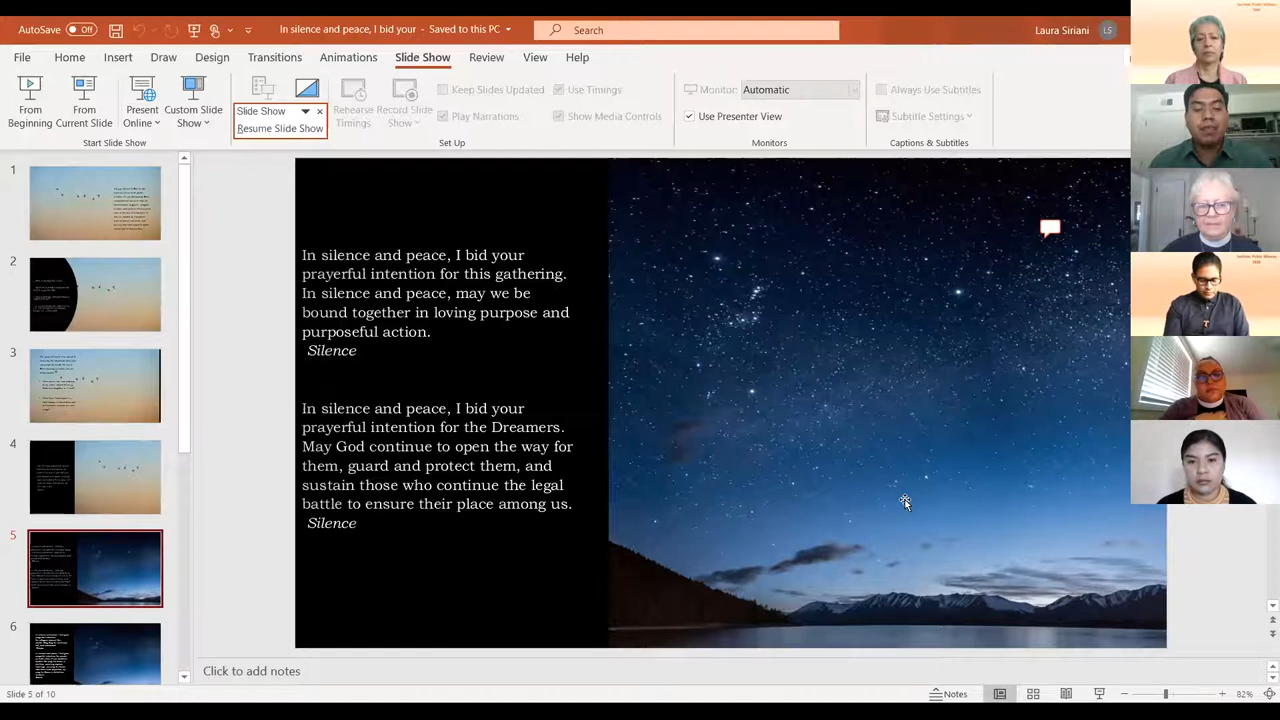 AutoSave Off
In silence and peace, I bid your - Saved to this PC
Search
Laura Siriani LS
File Home Insert Draw Design Transitions Animations Slide Show Review View Help
From Beginning
From Current Slide
Present Online
Custom Slide Show
Start Slide Show
Slide Show
Resume Slide Show
Rehearse Timings
Record Slide Show
Keep Slides Updated
Play Narrations
Use Timings
Show Media Controls
Set Up
Monitor: Automatic
Use Presenter View
Monitors
Always Use Subtitles
Subtitle Settings
Captions & Subtitles
1
2
3
4
5
6
In silence and peace, I bid your
prayerful intention for this gathering.
In silence and peace, may we be
bound together in loving purpose and
purposeful action.
Silence
In silence and peace, I bid your
prayerful intention for the Dreamers.
May God continue to open the way for
them, guard and protect them, and
sustain those who continue the legal
battle to ensure their place among us.
Silence
Click to add notes
Slide 5 of 10
Notes
82%